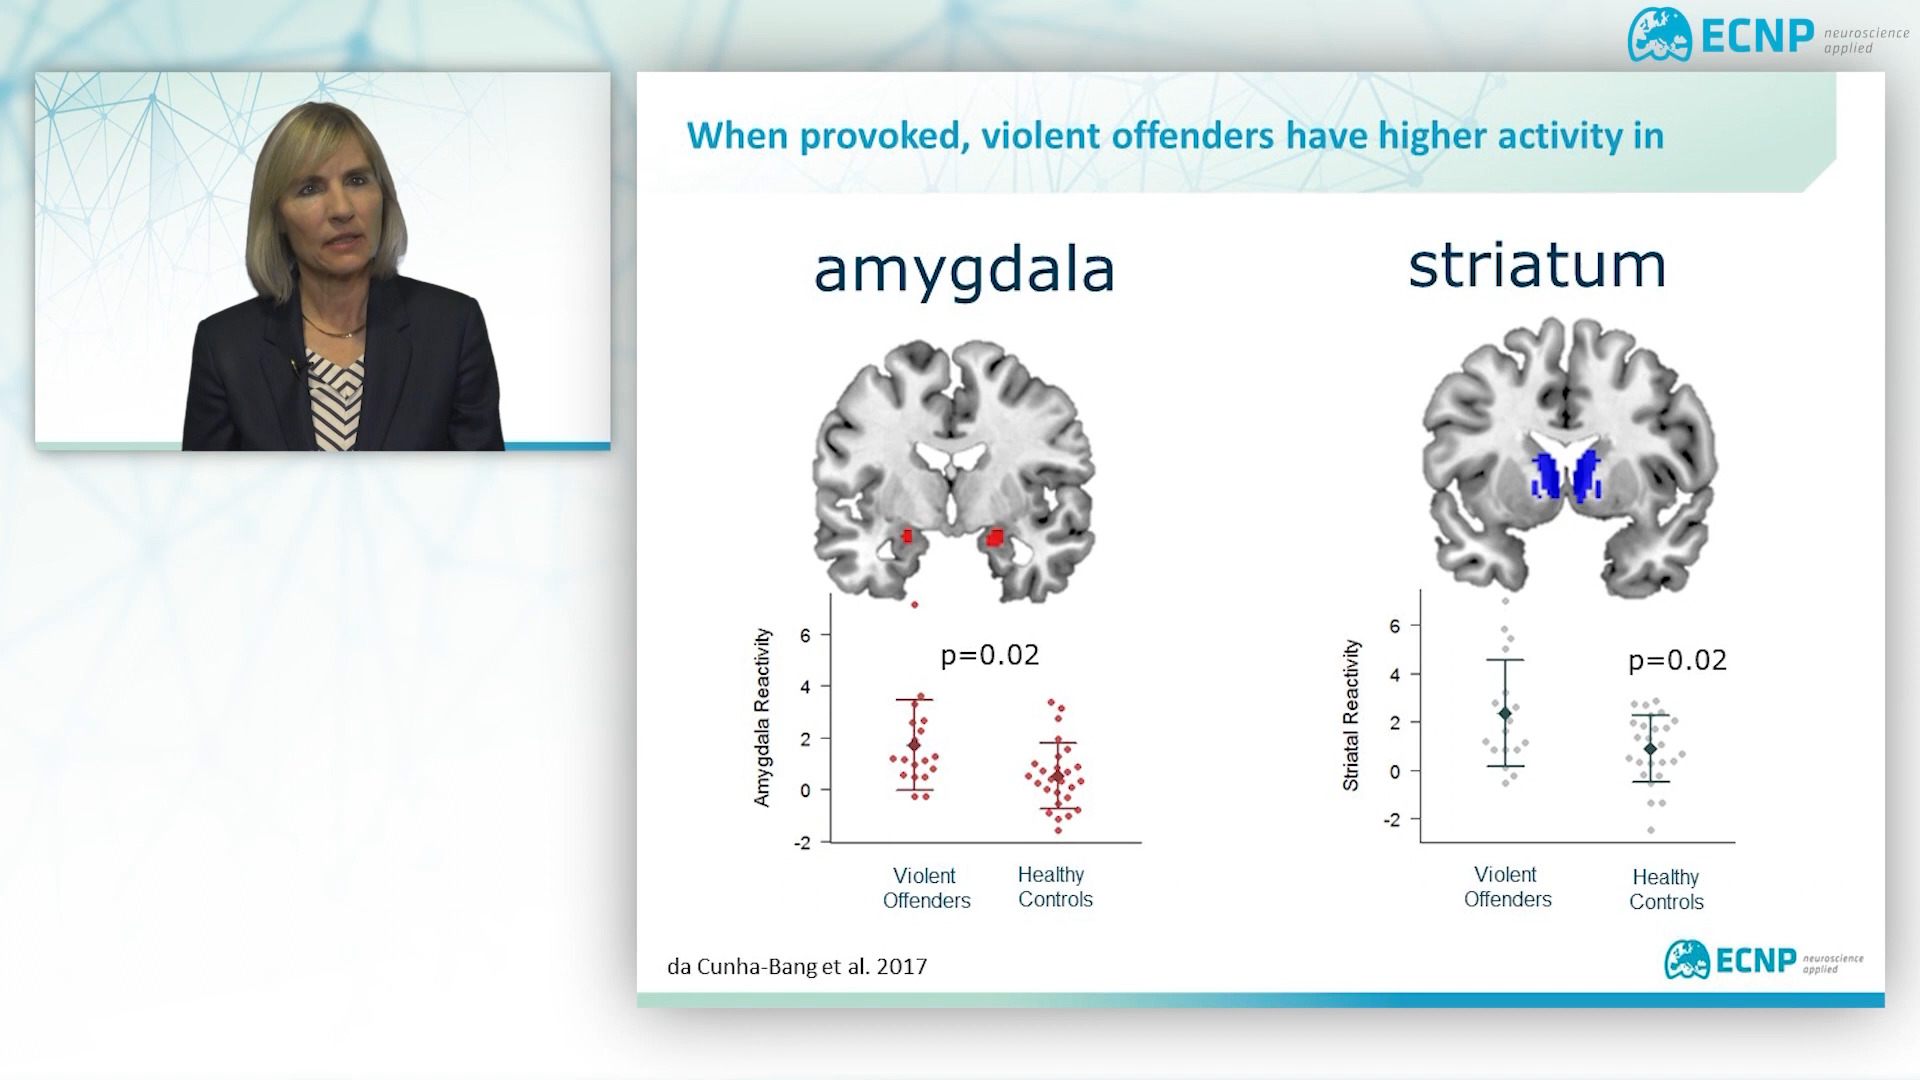 ECNP neuroscience
applied
When provoked, violent offenders have higher activity in
amygdala
striatum
Amygdala Reactivity
6
4
2
0
-2
p=0.02
Violent
Offenders
Healthy
Controls
Striatal Reactivity
6
4
2
0
-2
p=0.02
Violent
Offenders
Healthy
Controls
da Cunha-Bang et al. 2017
ECNP neuroscience
applied